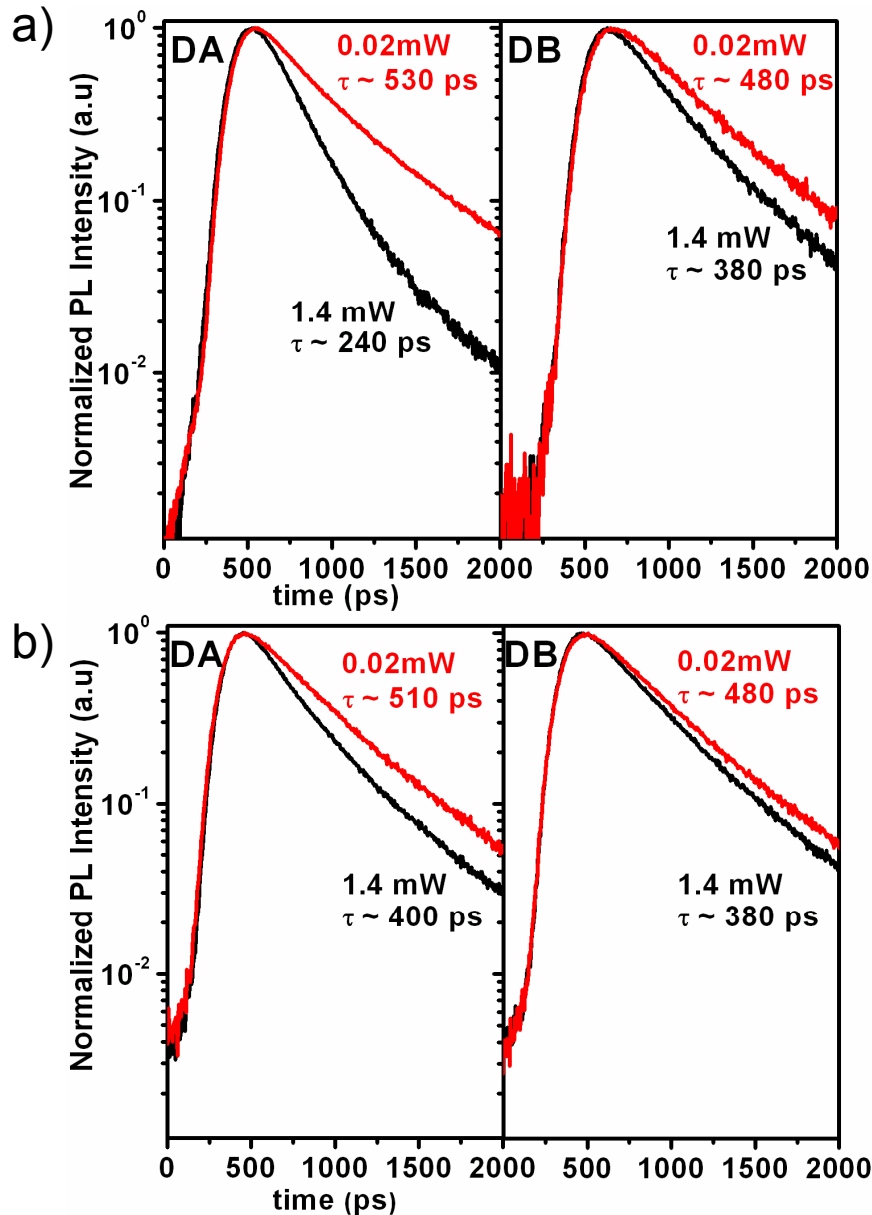 a)
Normalized PL Intensity (a.u)
10^0
10^-1
10^-2
DA
0.02mW
τ ~ 530 ps
1.4 mW
τ ~ 240 ps
DB
0.02mW
τ ~ 480 ps
1.4 mW
τ ~ 380 ps
0 500 1000 1500 2000 500 1000 1500 2000
time (ps)
b)
Normalized PL Intensity (a.u)
10^0
10^-1
10^-2
DA
0.02mW
τ ~ 510 ps
1.4 mW
τ ~ 400 ps
DB
0.02mW
τ ~ 480 ps
1.4 mW
τ ~ 380 ps
0 500 1000 1500 2000 500 1000 1500 2000
time (ps)